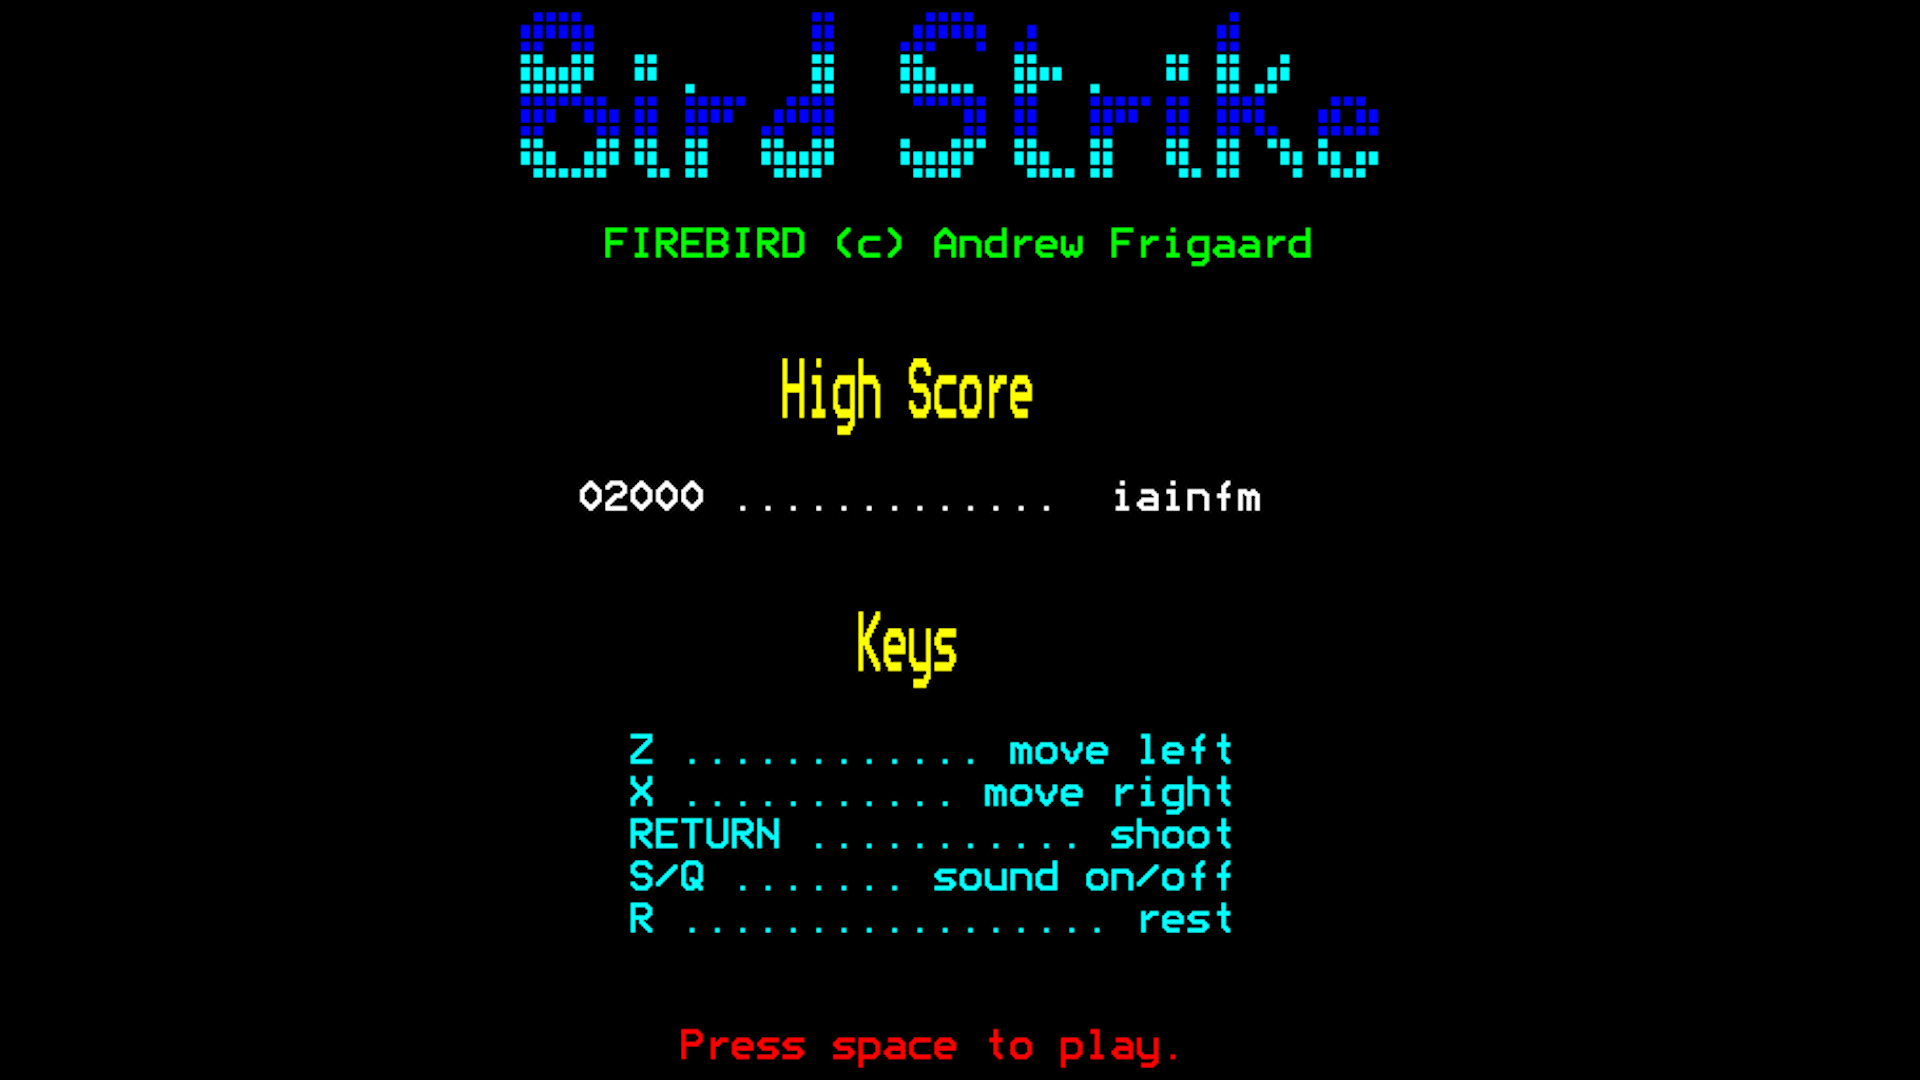 Bird Strike
FIREBIRD (c) Andrew Frigaard
High Score
02000 .............  iainfm
Keys
Z ............ move left
X ........... move right
RETURN ........... shoot
S/Q ....... sound on/off
R ................. rest
Press space to play.